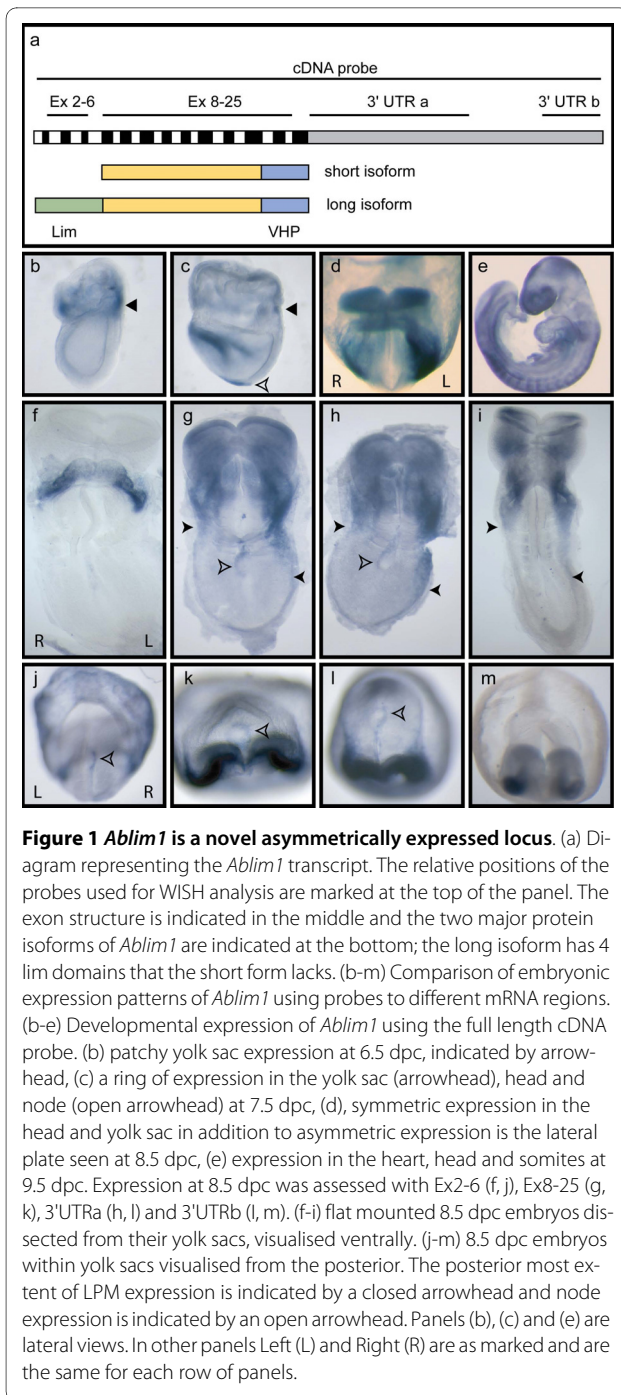 a
cDNA probe
Ex 2-6 Ex 8-25 3' UTR a 3' UTR b
short isoform
long isoform
Lim VHP
b c d e
R L
f g h i
R L
j k l m
L R
Figure 1 Ablim1 is a novel asymmetrically expressed locus. (a) Di-
agram representing the Ablim1 transcript. The relative positions of the
probes used for WISH analysis are marked at the top of the panel. The
exon structure is indicated in the middle and the two major protein
isoforms of Ablim1 are indicated at the bottom; the long isoform has 4
lim domains that the short form lacks. (b-m) Comparison of embryonic
expression patterns of Ablim1 using probes to different mRNA regions.
(b-e) Developmental expression of Ablim1 using the full length cDNA
probe. (b) patchy yolk sac expression at 6.5 dpc, indicated by arrow-
head, (c) a ring of expression in the yolk sac (arrowhead), head and
node (open arrowhead) at 7.5 dpc, (d), symmetric expression in the
head and yolk sac in addition to asymmetric expression is the lateral
plate seen at 8.5 dpc, (e) expression in the heart, head and somites at
9.5 dpc. Expression at 8.5 dpc was assessed with Ex2-6 (f, j), Ex8-25 (g,
k), 3'UTRa (h, l) and 3'UTRb (l, m). (f-i) flat mounted 8.5 dpc embryos dis-
sected from their yolk sacs, visualised ventrally. (j-m) 8.5 dpc embryos
within yolk sacs visualised from the posterior. The posterior most ex-
tent of LPM expression is indicated by a closed arrowhead and node
expression is indicated by an open arrowhead. Panels (b), (c) and (e) are
lateral views. In other panels Left (L) and Right (R) are as marked and are
the same for each row of panels.